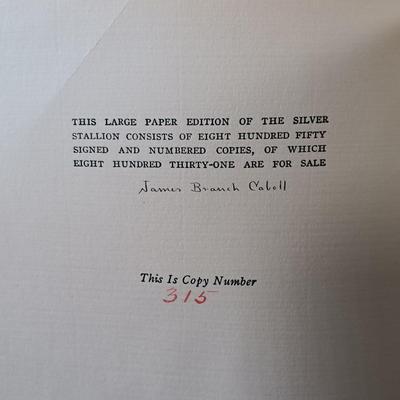 THIS LARGE PAPER EDITION OF THE SILVER
STALLION CONSISTS OF EIGHT HUNDRED FIFTY
SIGNED AND NUMBERED COPIES, OF WHICH
EIGHT HUNDRED THIRTY-ONE ARE FOR SALE
James Branch Cabell
This Is Copy Number
315